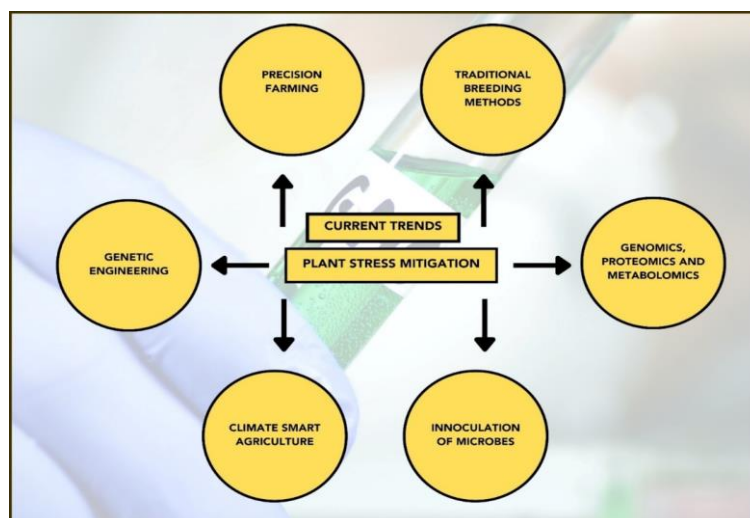 PRECISION
FARMING
TRADITIONAL
BREEDING
METHODS
CURRENT TRENDS
PLANT STRESS MITIGATION
GENETIC
ENGINEERING
GENOMICS,
PROTEOMICS AND
METABOLOMICS
CLIMATE SMART
AGRICULTURE
INNOCULATION
OF MICROBES